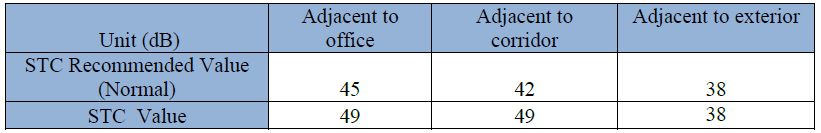 Unit (dB) Adjacent to office Adjacent to corridor Adjacent to exterior
STC Recommended Value (Normal) 45 42 38
STC Value 49 49 38